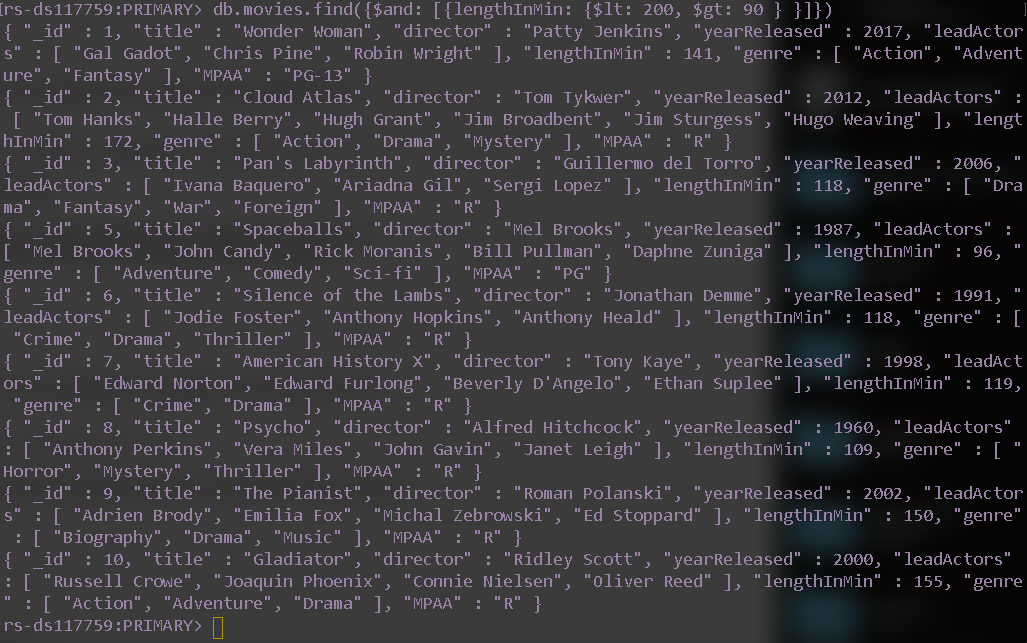 rs-ds117759:PRIMARY> db.movies.find({$and: [{lengthInMin: {$lt: 200, $gt: 90 } }]})
{ "_id" : 1, "title" : "Wonder Woman", "director" : "Patty Jenkins", "yearReleased" : 2017, "leadActor
s" : [ "Gal Gadot", "Chris Pine", "Robin Wright" ], "lengthInMin" : 141, "genre" : [ "Action", "Advent
ure", "Fantasy" ], "MPAA" : "PG-13" }
{ "_id" : 2, "title" : "Cloud Atlas", "director" : "Tom Tykwer", "yearReleased" : 2012, "leadActors" :
[ "Tom Hanks", "Halle Berry", "Hugh Grant", "Jim Broadbent", "Jim Sturgess", "Hugo Weaving" ], "lengt
hInMin" : 172, "genre" : [ "Action", "Drama", "Mystery" ], "MPAA" : "R" }
{ "_id" : 3, "title" : "Pan's Labyrinth", "director" : "Guillermo del Torro", "yearReleased" : 2006, "
leadActors" : [ "Ivana Baquero", "Ariadna Gil", "Sergi Lopez" ], "lengthInMin" : 118, "genre" : [ "Dra
ma", "Fantasy", "War", "Foreign" ], "MPAA" : "R" }
{ "_id" : 5, "title" : "Spaceballs", "director" : "Mel Brooks", "yearReleased" : 1987, "leadActors" :
[ "Mel Brooks", "John Candy", "Rick Moranis", "Bill Pullman", "Daphne Zuniga" ], "lengthInMin" : 96, "
genre" : [ "Adventure", "Comedy", "Sci-fi" ], "MPAA" : "PG" }
{ "_id" : 6, "title" : "Silence of the Lambs", "director" : "Jonathan Demme", "yearReleased" : 1991, "
leadActors" : [ "Jodie Foster", "Anthony Hopkins", "Anthony Heald" ], "lengthInMin" : 118, "genre" : [
"Crime", "Drama", "Thriller" ], "MPAA" : "R" }
{ "_id" : 7, "title" : "American History X", "director" : "Tony Kaye", "yearReleased" : 1998, "leadAct
ors" : [ "Edward Norton", "Edward Furlong", "Beverly D'Angelo", "Ethan Suplee" ], "lengthInMin" : 119,
"genre" : [ "Crime", "Drama" ], "MPAA" : "R" }
{ "_id" : 8, "title" : "Psycho", "director" : "Alfred Hitchcock", "yearReleased" : 1960, "leadActors"
: [ "Anthony Perkins", "Vera Miles", "John Gavin", "Janet Leigh" ], "lengthInMin" : 109, "genre" : [ "
Horror", "Mystery", "Thriller" ], "MPAA" : "R" }
{ "_id" : 9, "title" : "The Pianist", "director" : "Roman Polanski", "yearReleased" : 2002, "leadActor
s" : [ "Adrien Brody", "Emilia Fox", "Michal Zebrowski", "Ed Stoppard" ], "lengthInMin" : 150, "genre"
: [ "Biography", "Drama", "Music" ], "MPAA" : "R" }
{ "_id" : 10, "title" : "Gladiator", "director" : "Ridley Scott", "yearReleased" : 2000, "leadActors"
: [ "Russell Crowe", "Joaquin Phoenix", "Connie Nielsen", "Oliver Reed" ], "lengthInMin" : 155, "genre
" : [ "Action", "Adventure", "Drama" ], "MPAA" : "R" }
rs-ds117759:PRIMARY>